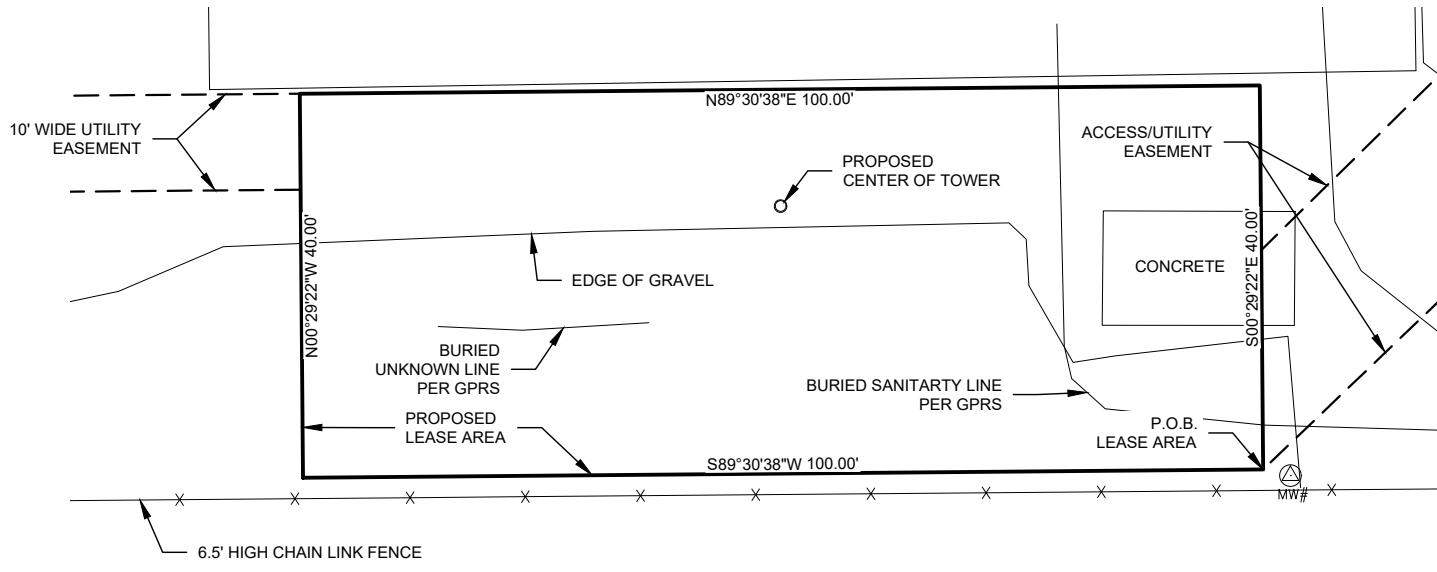 N89°30'38"E 100.00'
10' WIDE UTILITY
EASEMENT
ACCESS/UTILITY
EASEMENT
PROPOSED
CENTER OF TOWER
N00°29'22"W 40.00'
S00°29'22"E 40.00'
CONCRETE
EDGE OF GRAVEL
BURIED
UNKNOWN LINE
PER GPRS
BURIED SANITARTY LINE
PER GPRS
PROPOSED
LEASE AREA
P.O.B.
LEASE AREA
S89°30'38"W 100.00'
MW#
6.5' HIGH CHAIN LINK FENCE